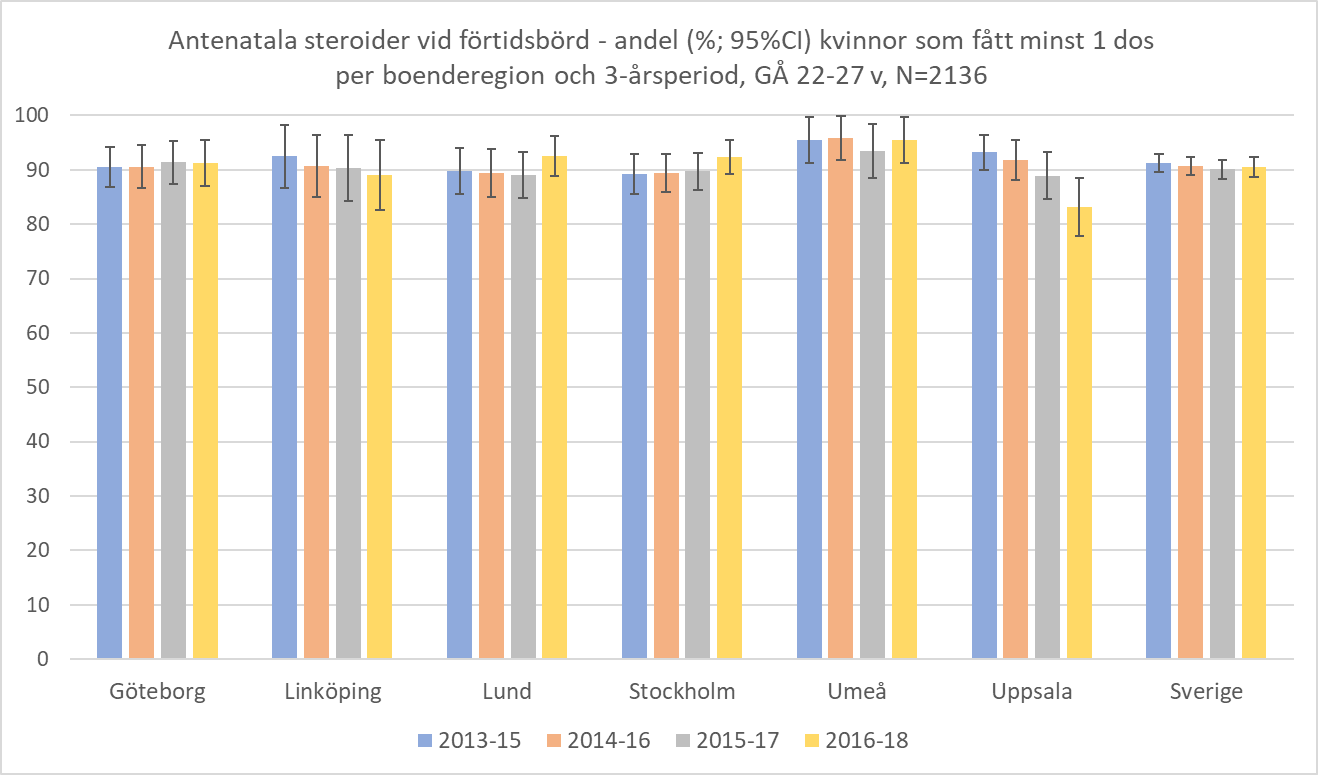 Antenatala steroider vid förtidsbörd - andel (%; 95%CI) kvinnor som fått minst 1 dos
per boenderegion och 3-årsperiod, GÅ 22-27 v, N=2136
100
90
80
70
60
50
40
30
20
10
0
Göteborg Linköping Lund Stockholm Umeå Uppsala Sverige
2013-15 2014-16 2015-17 2016-18